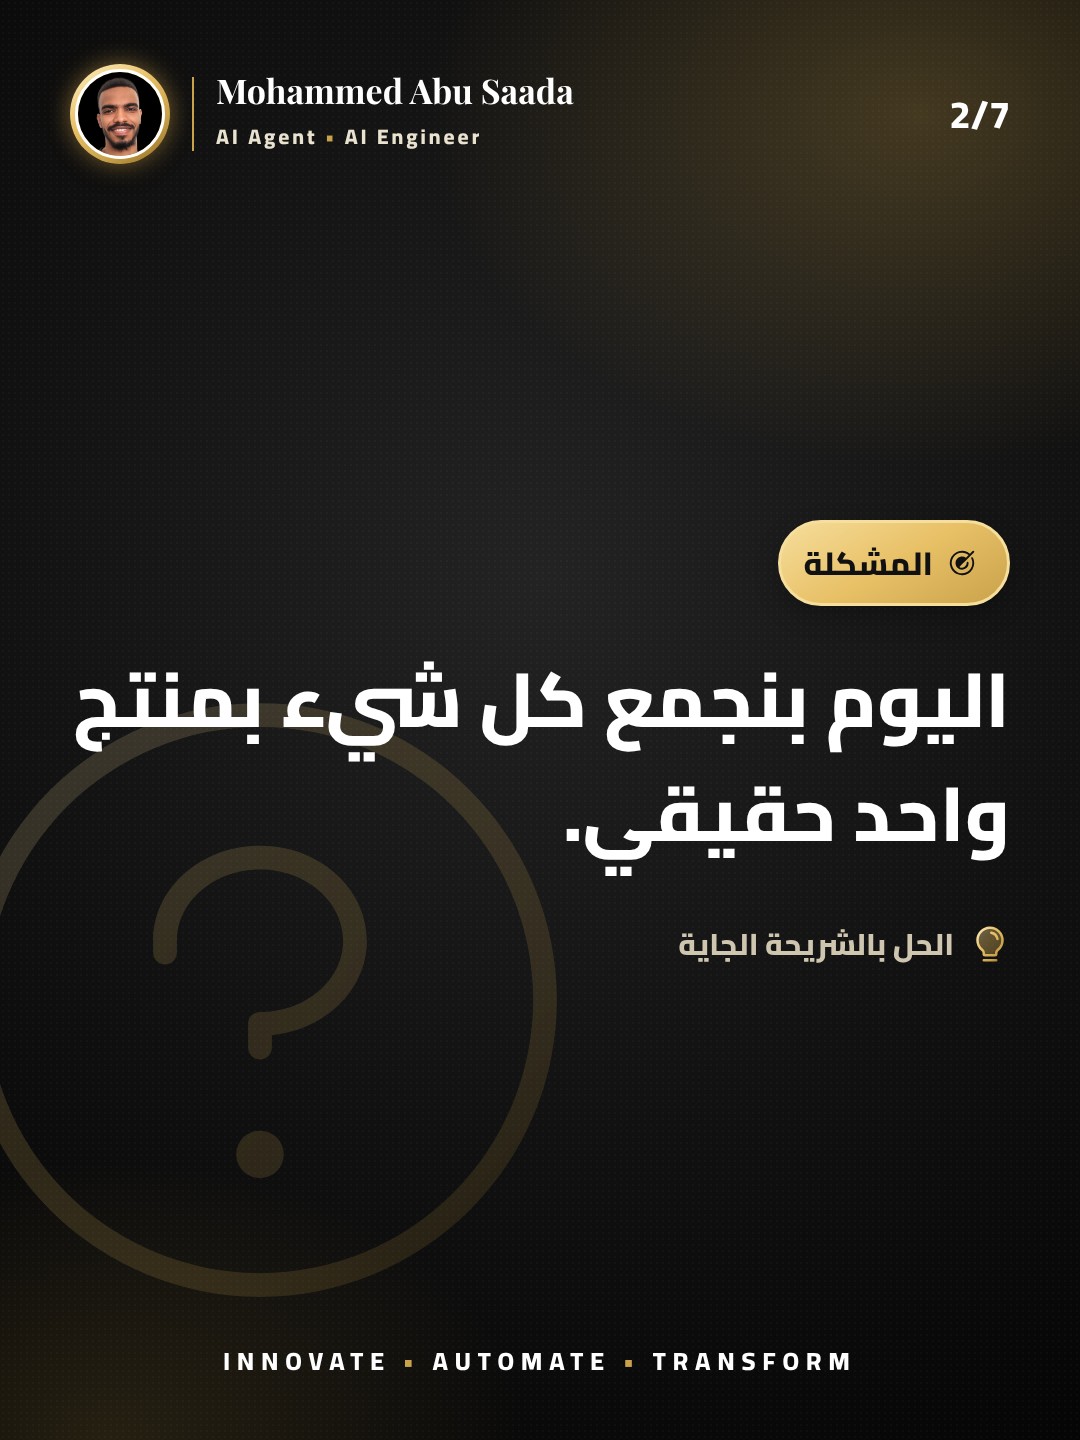 Mohammed Abu Saada
AI Agent ▪ AI Engineer
2/7
المشكلة
اليوم بنجمع كل شيء بمنتج
واحد حقيقي.
الحل بالشريحة الجاية
INNOVATE ▪ AUTOMATE ▪ TRANSFORM